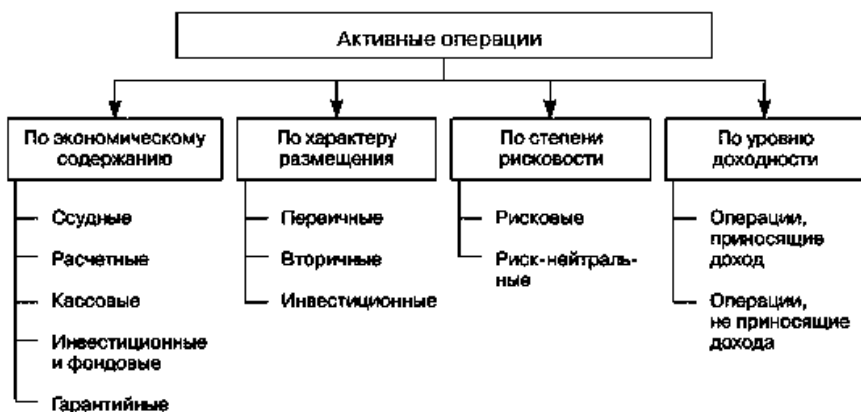 Активные операции
По экономическому
содержанию
По характеру
размещения
По степени
рисковости
По уровню
доходности
Ссудные
Расчетные
Кассовые
Инвестиционные
и фондовые
Гарантийные
Первичные
Вторичные
Инвестиционные
Рисковые
Риск-нейтраль-
ные
Операции,
приносящие
доход
Операции,
не приносящие
дохода